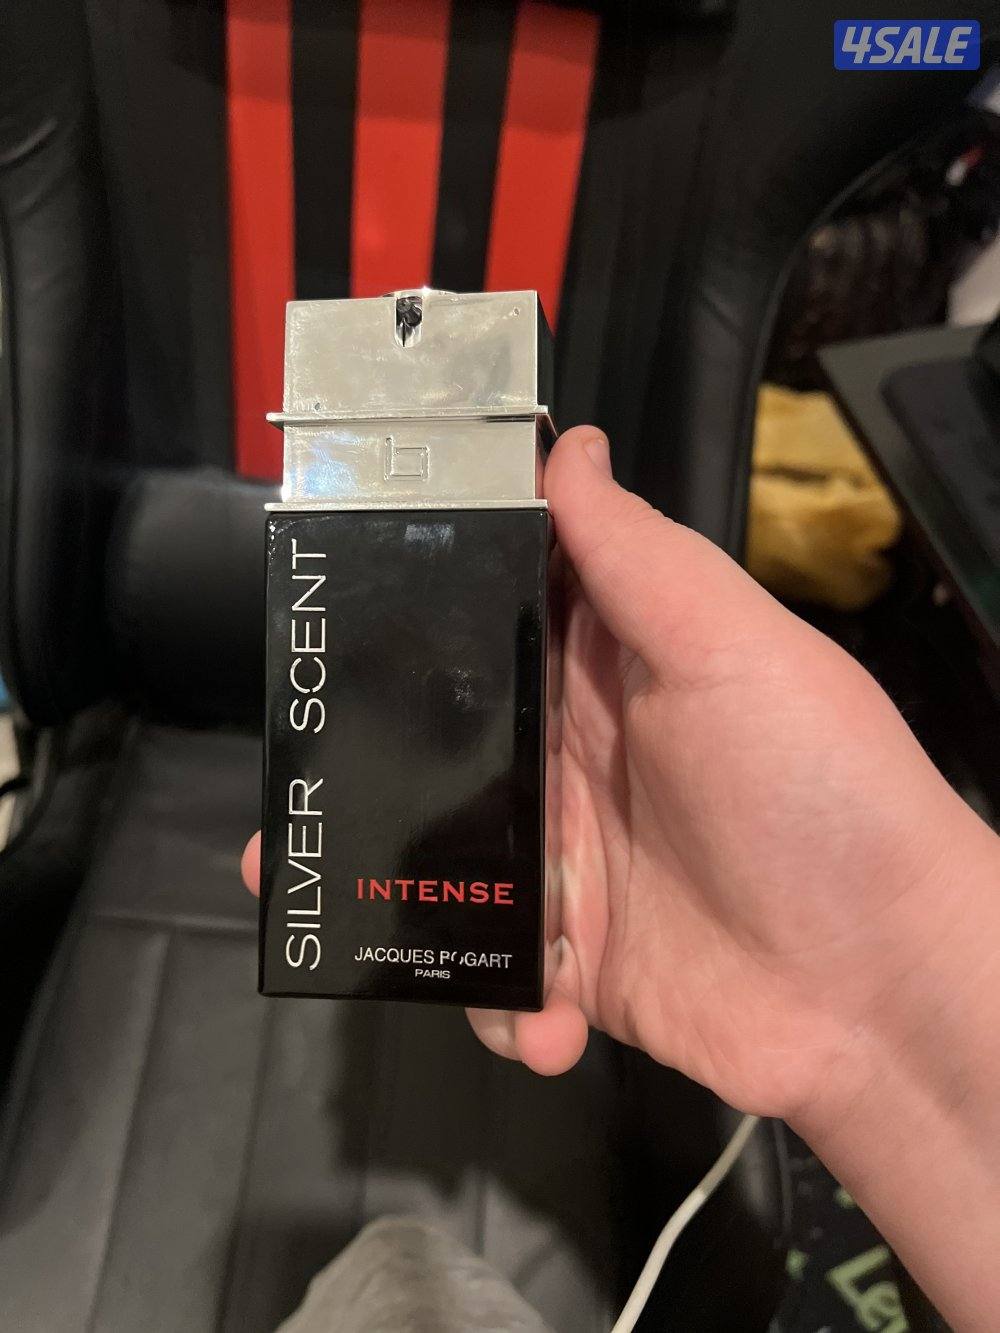 4SALE
SILVER SCENT
INTENSE
JACQUES BOGART
PARIS